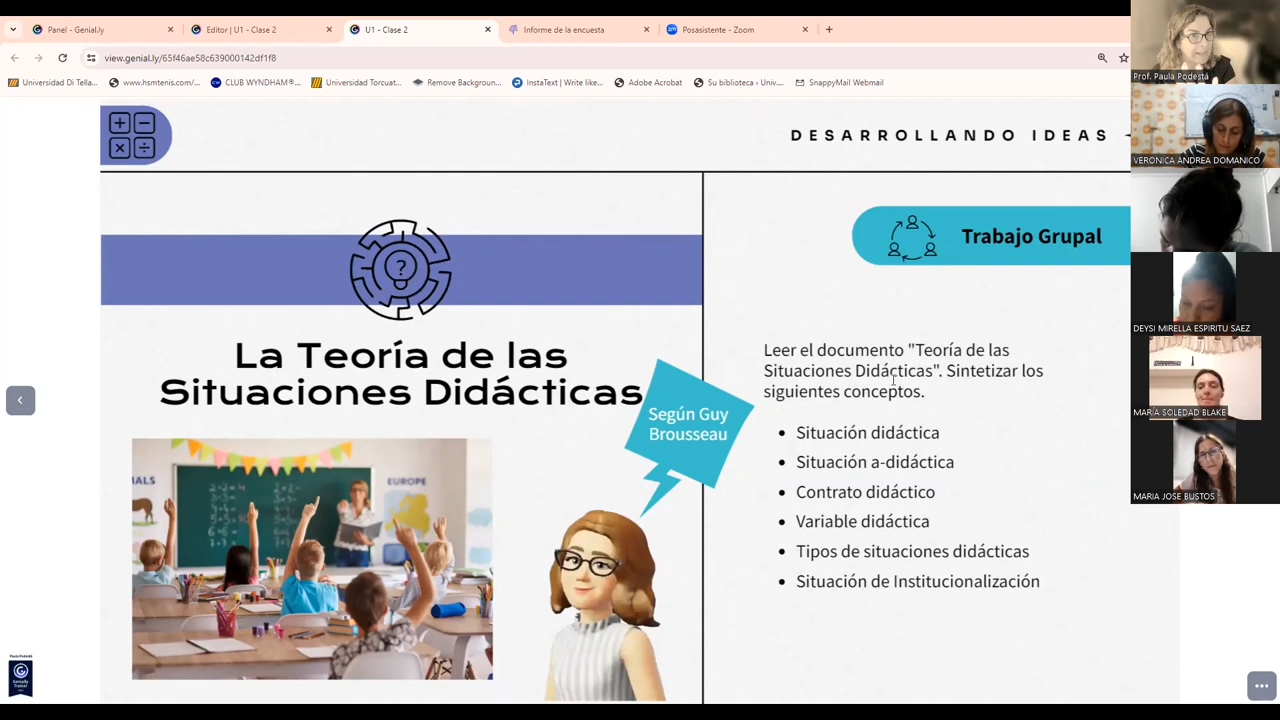 Panel - Genial.ly
Editor | U1 - Clase 2
U1 - Clase 2
Informe de la encuesta
Posasistente - Zoom
view.genial.ly/65f46ae58c639000142df1f8
Universidad Di Tella...
www.hsmtenis.com/...
CLUB WYNDHAM®...
Universidad Torcuat...
Remove Backgroun...
InstaText | Write like...
Adobe Acrobat
Su biblioteca - Univ....
SnappyMail Webmail
Prof. Paula Podestá
DESARROLLANDO IDEAS
VERONICA ANDREA DOMANICO
Trabajo Grupal
La Teoría de las
Situaciones Didácticas
Según Guy
Brousseau
Leer el documento "Teoría de las
Situaciones Didácticas". Sintetizar los
siguientes conceptos.
• Situación didáctica
• Situación a-didáctica
• Contrato didáctico
• Variable didáctica
• Tipos de situaciones didácticas
• Situación de Institucionalización
DEYSI MIRELLA ESPIRITU SAEZ
MARÍA SOLEDAD BLAKE
MARIA JOSE BUSTOS
MALS
EUROPE
Paula Podestá